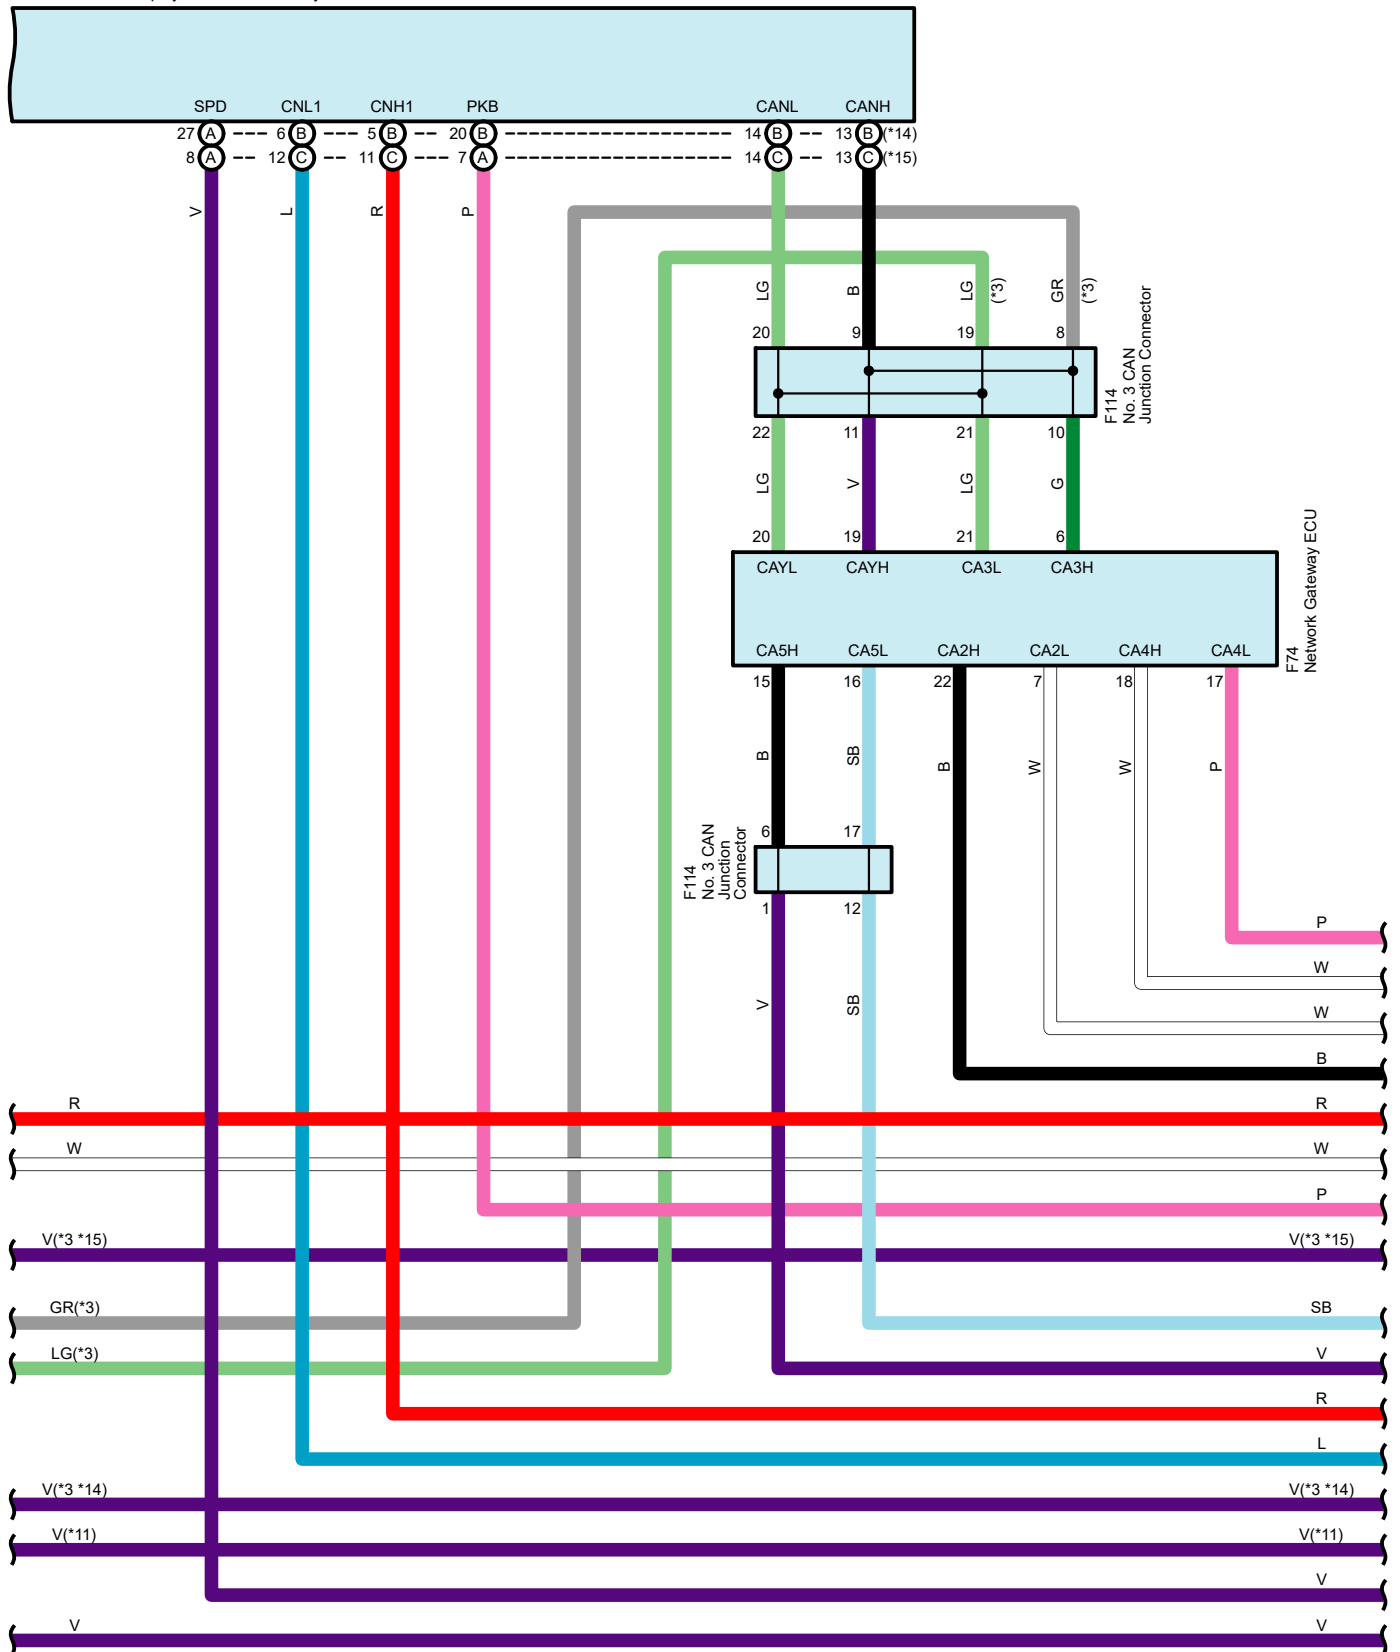 SPD CNL1 CNH1 PKB CANL CANH
27 A 6 B 5 B 20 B 14 B 13 B (*14)
8 A 12 C 11 C 7 A 14 C 13 C (*15)
V L R P
LG B LG (*3) GR (*3)
20 9 19 8
F114
No. 3 CAN
Junction Connector
22 11 21 10
LG V LG G
20 19 21 6
CAYL CAYH CA3L CA3H
F74
Network Gateway ECU
CA5H CA5L CA2H CA2L CA4H CA4L
15 16 22 7 18 17
B SB B W W P
6 17
F114
No. 3 CAN
Junction
Connector
1 12
V SB
P
W
W
B
R R
W W
P
V(*3 *15) V(*3 *15)
GR(*3) SB
LG(*3) V
R
L
V(*3 *14) V(*3 *14)
V(*11) V(*11)
V
V V